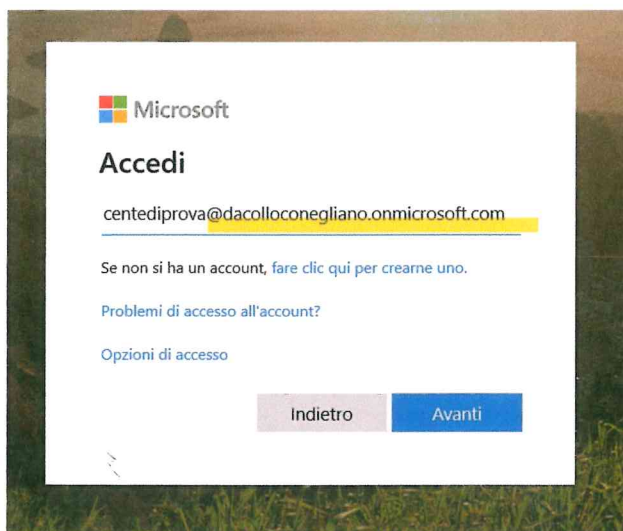 Microsoft
Accedi
centediprova@dacolloconegliano.onmicrosoft.com
Se non si ha un account, fare clic qui per crearne uno.
Problemi di accesso all'account?
Opzioni di accesso
Indietro
Avanti